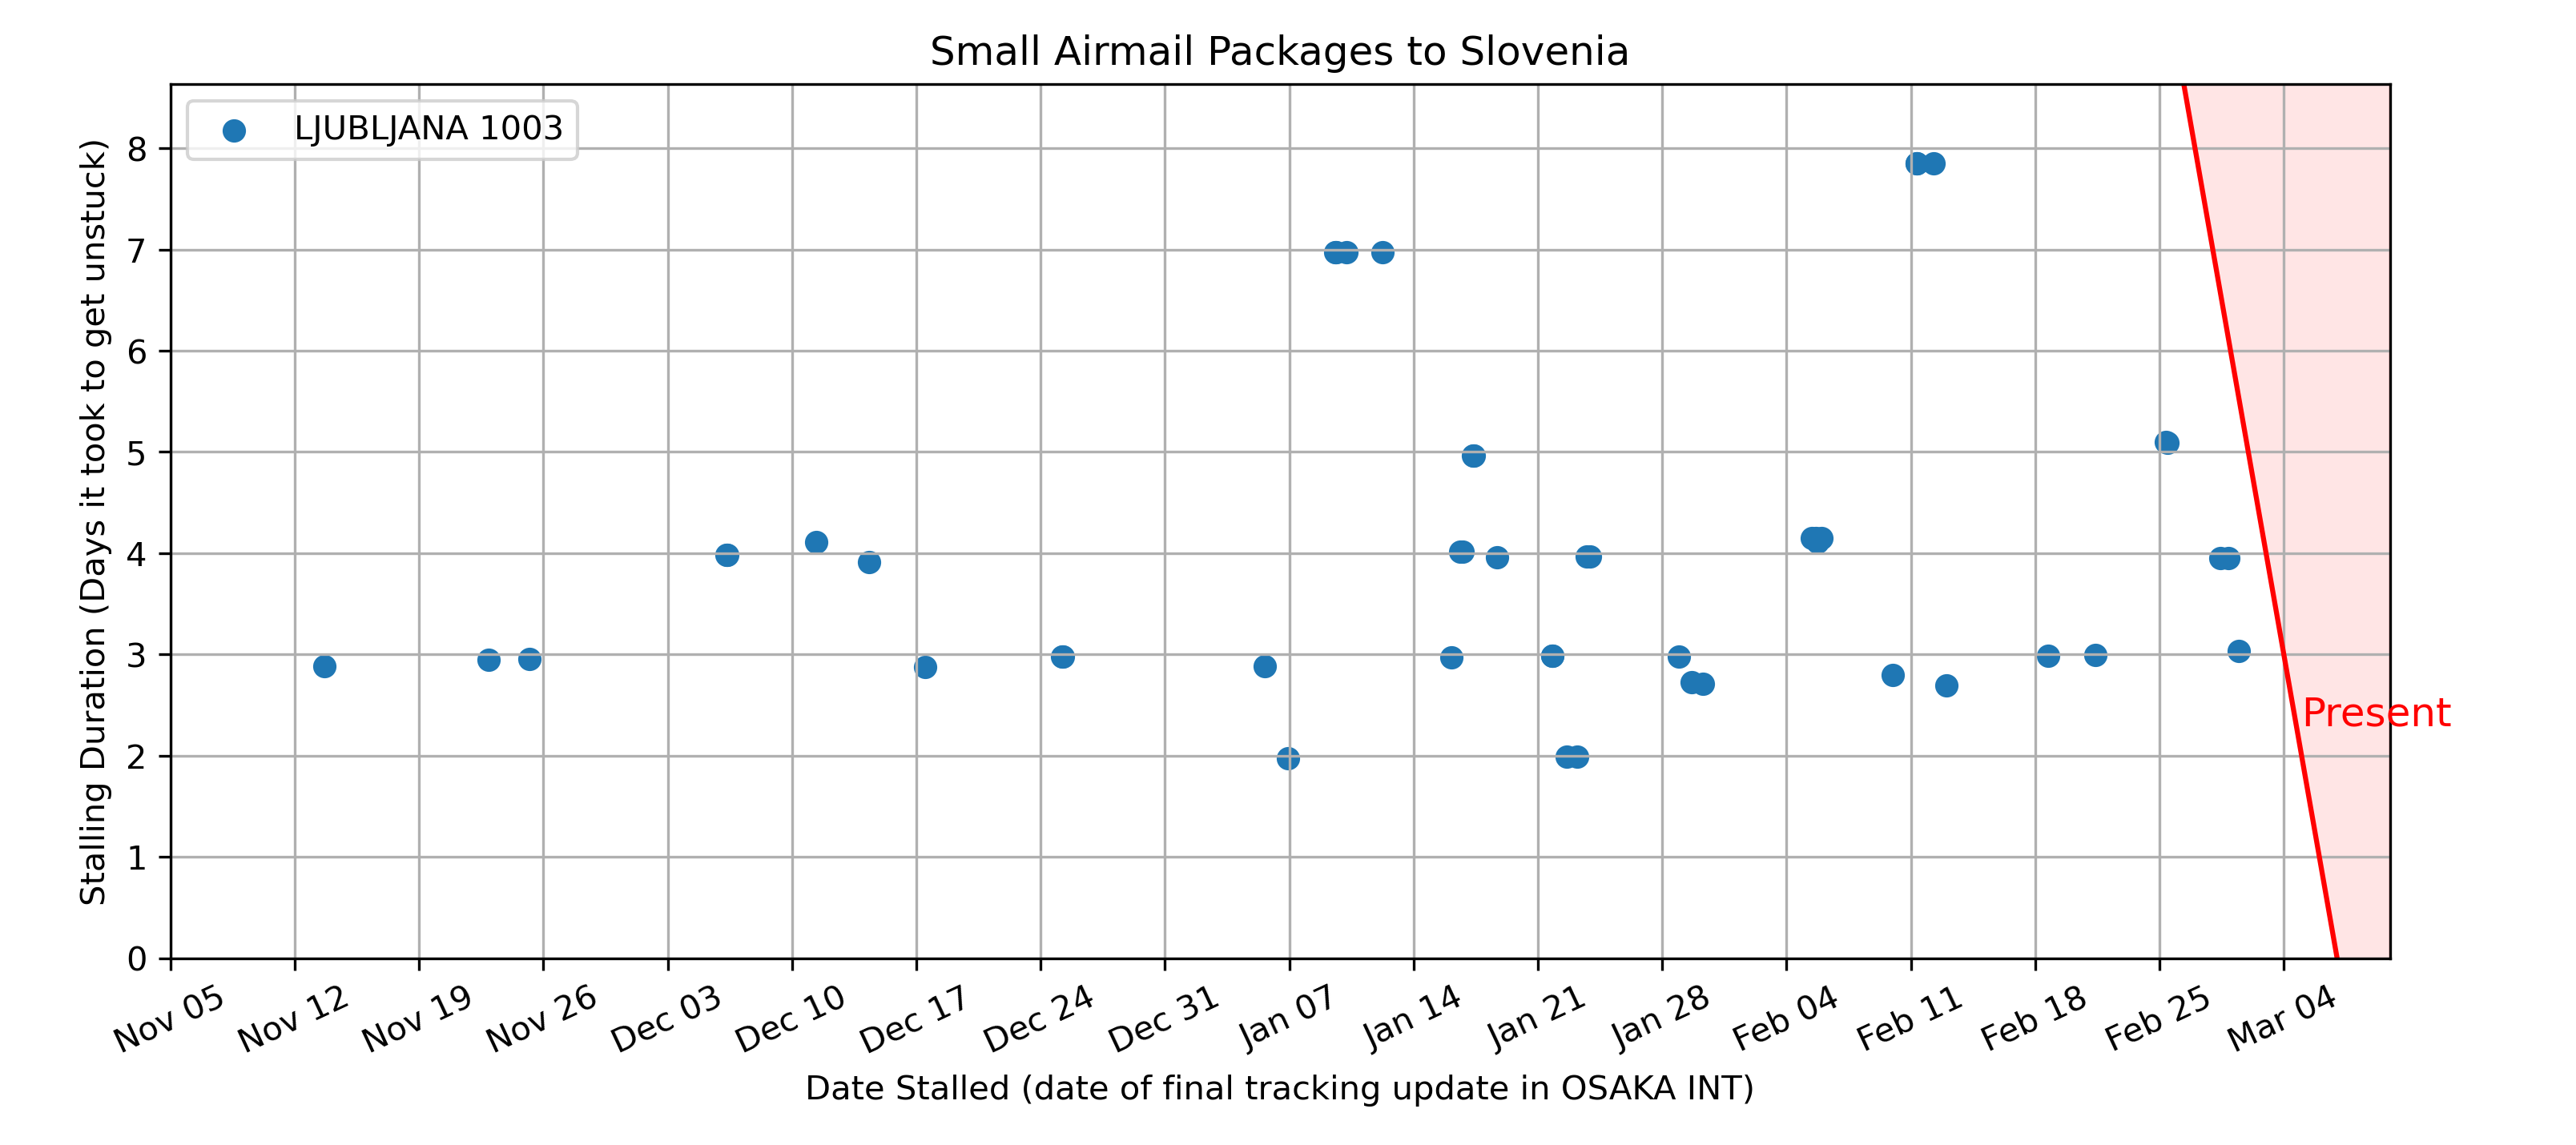 Small Airmail Packages to Slovenia
LJUBLJANA 1003
Stalling Duration (Days it took to get unstuck)
8
7
6
5
4
3
2
1
0
Present
Nov 05
Nov 12
Nov 19
Nov 26
Dec 03
Dec 10
Dec 17
Dec 24
Dec 31
Jan 07
Jan 14
Jan 21
Jan 28
Feb 04
Feb 11
Feb 18
Feb 25
Mar 04
Date Stalled (date of final tracking update in OSAKA INT)